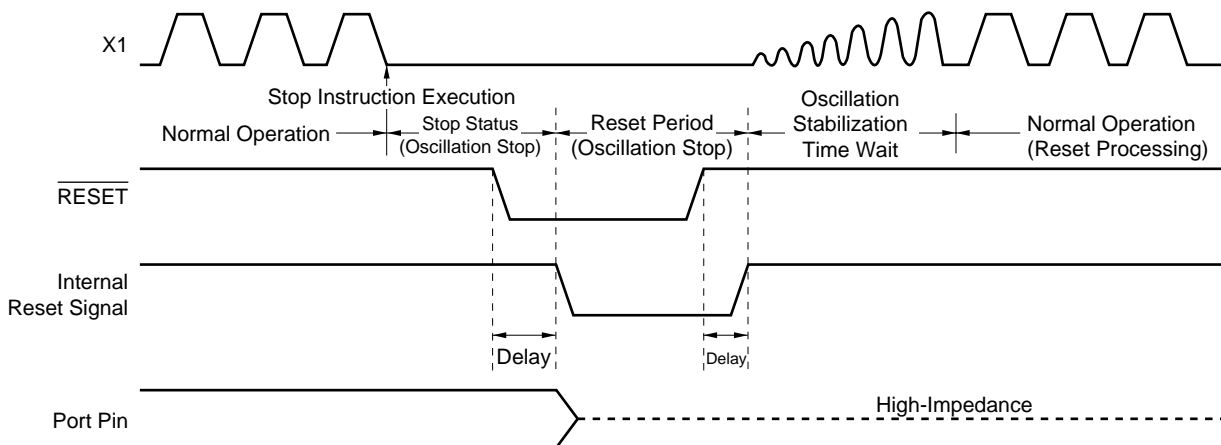 X1
Stop Instruction Execution
Normal Operation
Stop Status
(Oscillation Stop)
Reset Period
(Oscillation Stop)
Oscillation
Stabilization
Time Wait
Normal Operation
(Reset Processing)
RESET
Internal
Reset Signal
Delay
Delay
Port Pin
High-Impedance